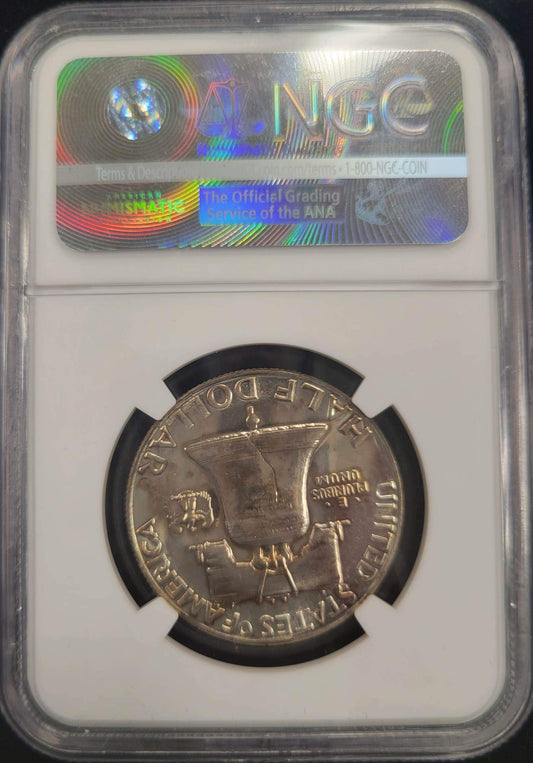 NGC
Terms & Descriptions /terms • 1-800-NGC-COIN
AMERICAN
NUMISMATIC
The Official Grading
Service of the ANA
UNITED STATES OF AMERICA
E
PLURIBUS
UNUM
HALF DOLLAR